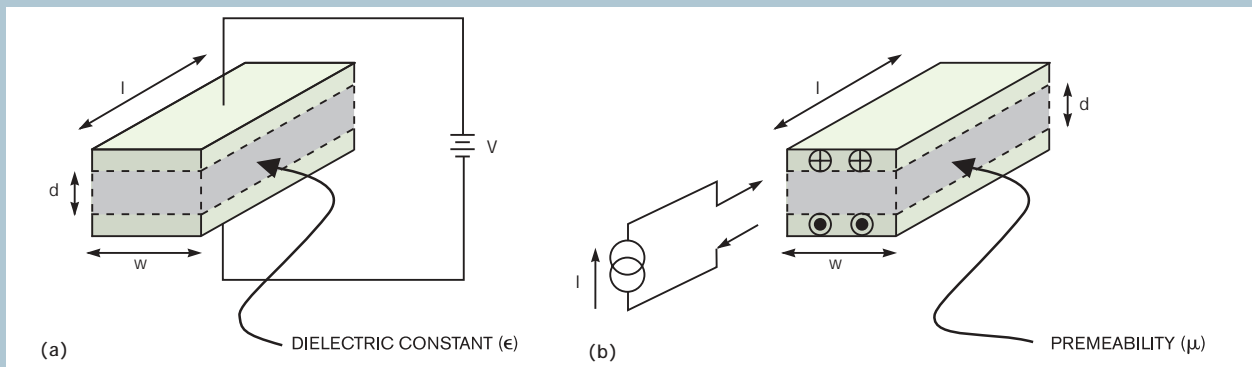 l
d
V
w
(a)
DIELECTRIC CONSTANT (ϵ)
l
d
w
I
(b)
PREMEABILITY (μ)